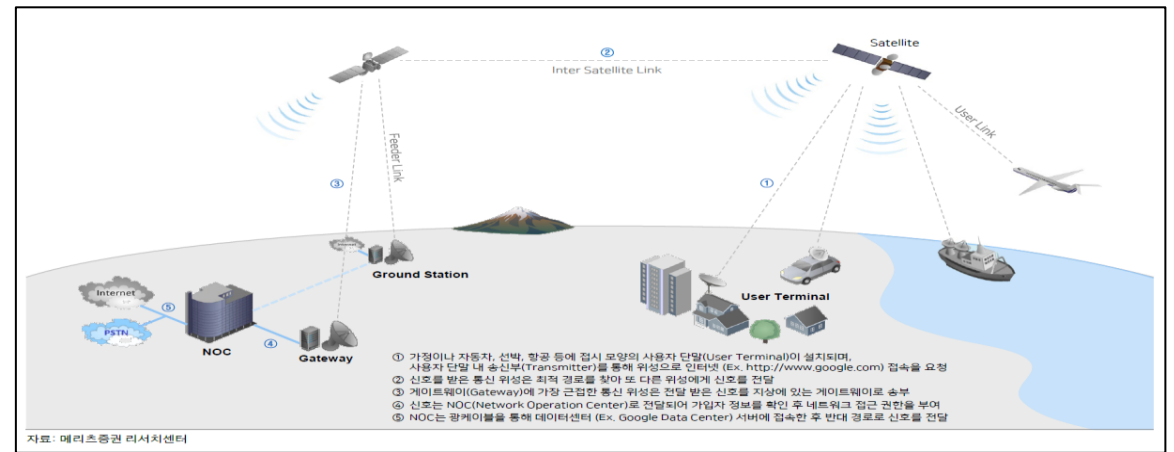 Satellite
②
Inter Satellite Link
User Link
Feeder Link
③
①
Internet
Ground Station
Internet
⑤
PSTN
User Terminal
NOC
④
Gateway
① 가정이나 자동차, 선박, 항공 등에 접시 모양의 사용자 단말(User Terminal)이 설치되며,
사용자 단말 내 송신부(Transmitter)를 통해 위성으로 인터넷 (Ex. http://www.google.com) 접속을 요청
② 신호를 받은 통신 위성은 최적 경로를 찾아 또 다른 위성에게 신호를 전달
③ 게이트웨이(Gateway)에 가장 근접한 통신 위성은 전달 받은 신호를 지상에 있는 게이트웨이로 송부
④ 신호는 NOC(Network Operation Center)로 전달되어 가입자 정보를 확인 후 네트워크 접근 권한을 부여
⑤ NOC는 광케이블을 통해 데이터센터 (Ex. Google Data Center) 서버에 접속한 후 반대 경로로 신호를 전달
자료: 메리츠증권 리서치센터